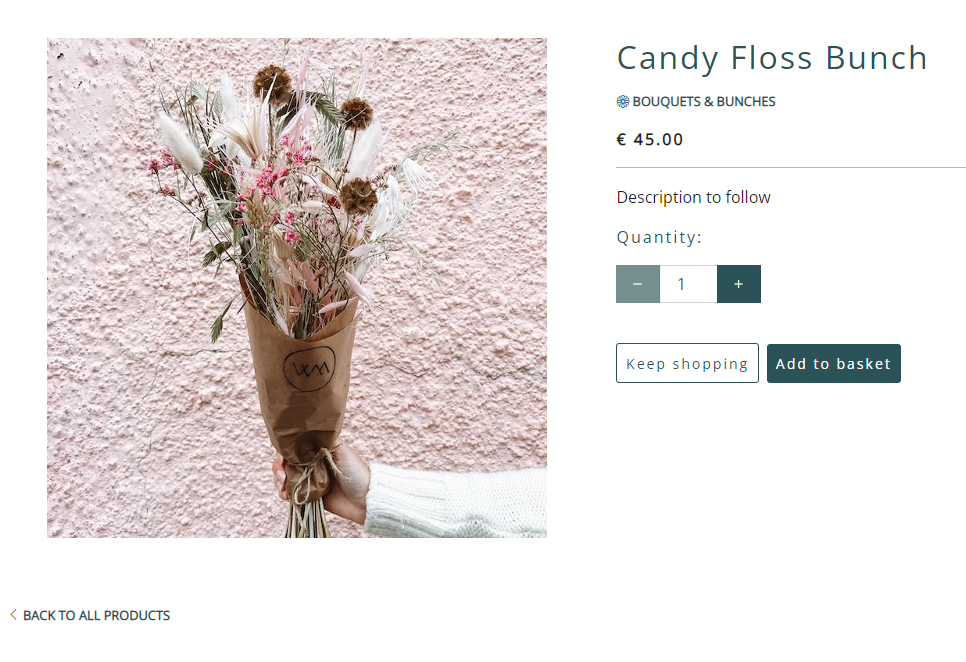 Candy Floss Bunch
BOUQUETS & BUNCHES
€ 45.00
Description to follow
Quantity:
− 1 +
Keep shopping Add to basket
WM
BACK TO ALL PRODUCTS